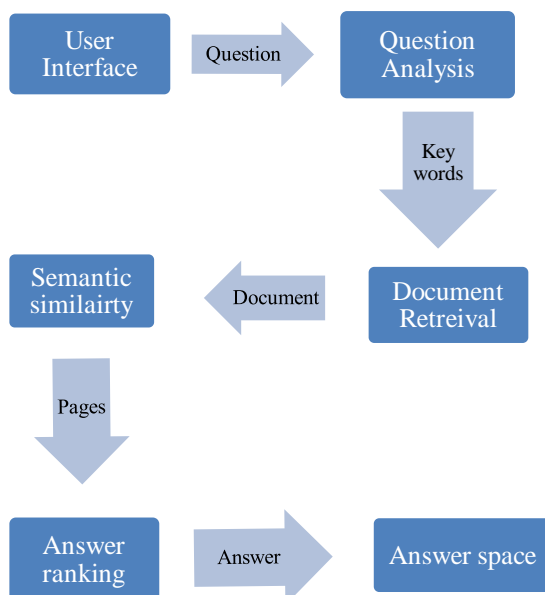 User
Interface
Question
Question
Analysis
Key
words
Document
Retreival
Document
Semantic
similairty
Pages
Answer
ranking
Answer
Answer space